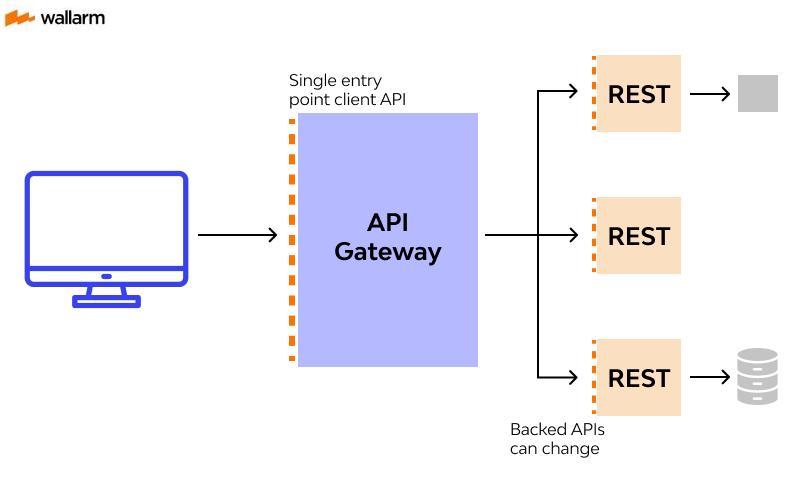 wallarm
Single entry
point client API
API
Gateway
REST
REST
REST
Backed APIs
can change